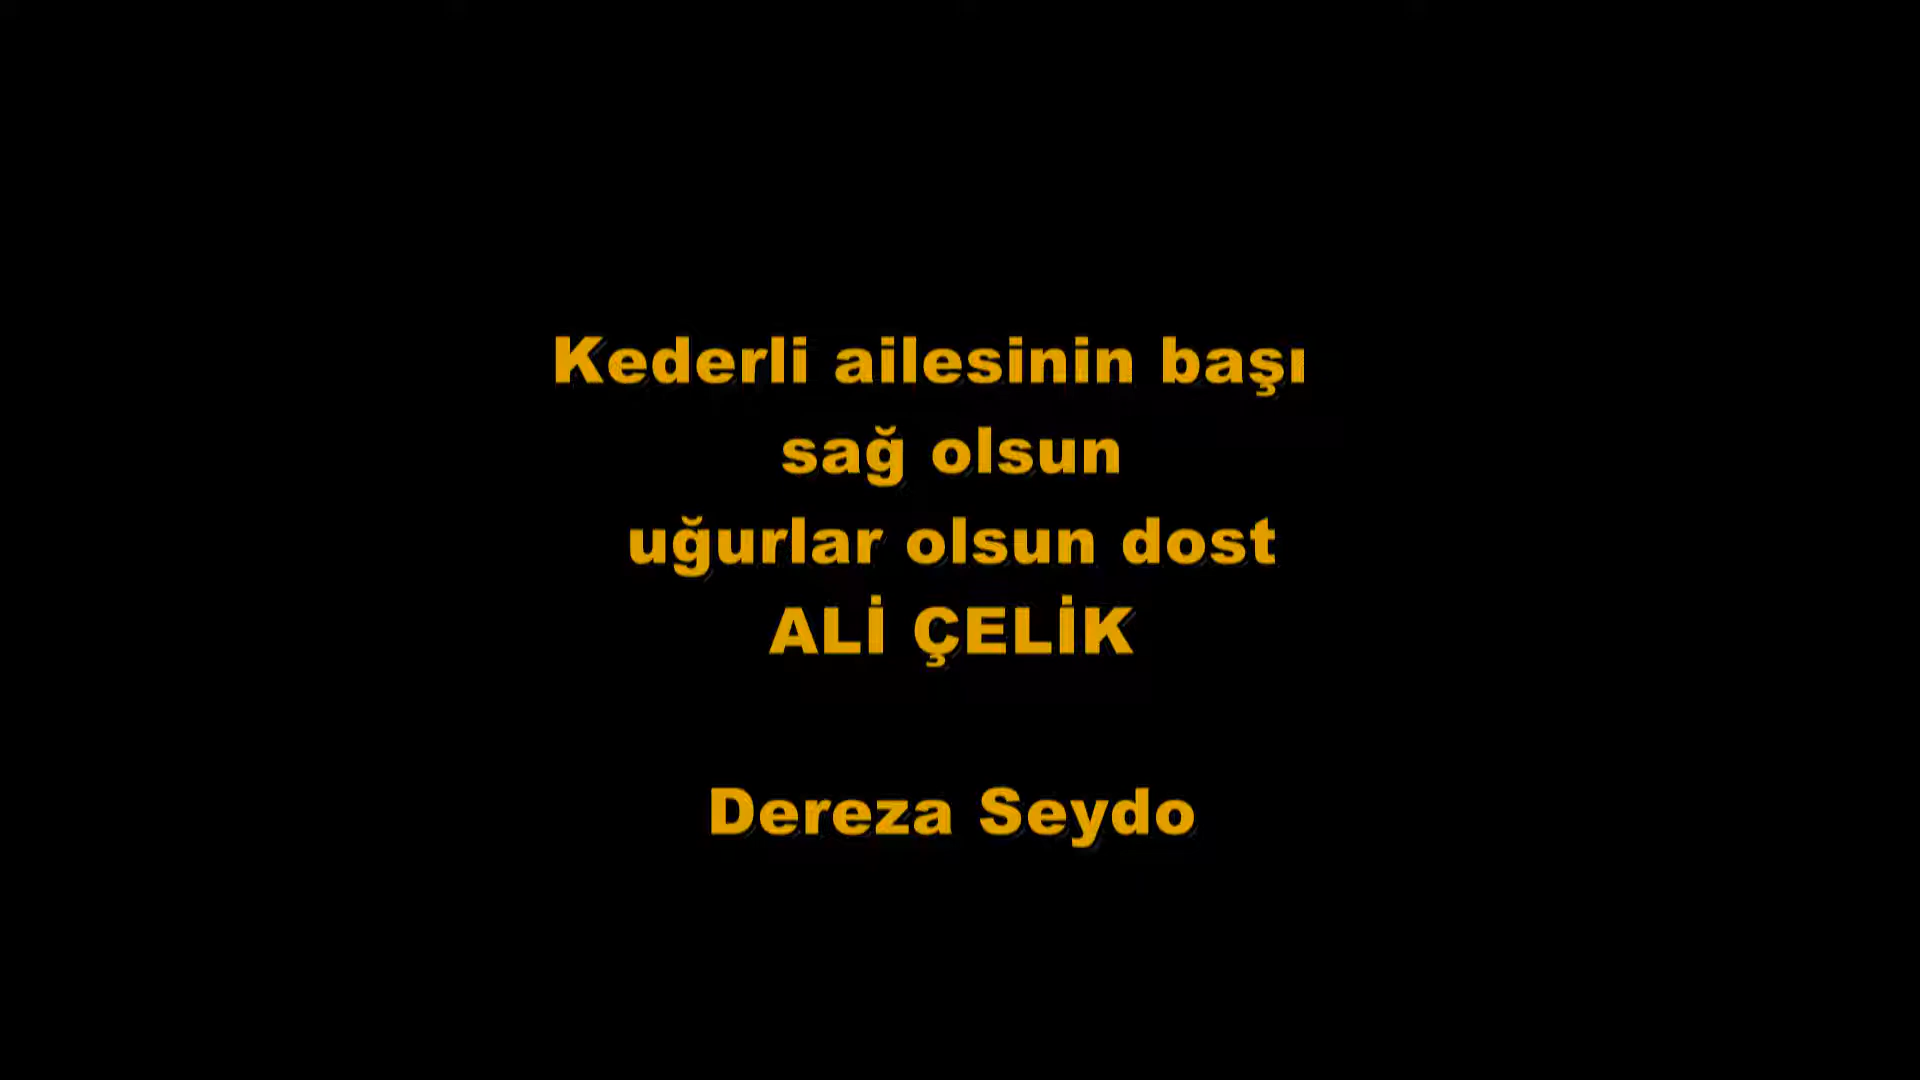 Kederli ailesinin başı
sağ olsun
uğurlar olsun dost
ALİ ÇELİK
Dereza Seydo